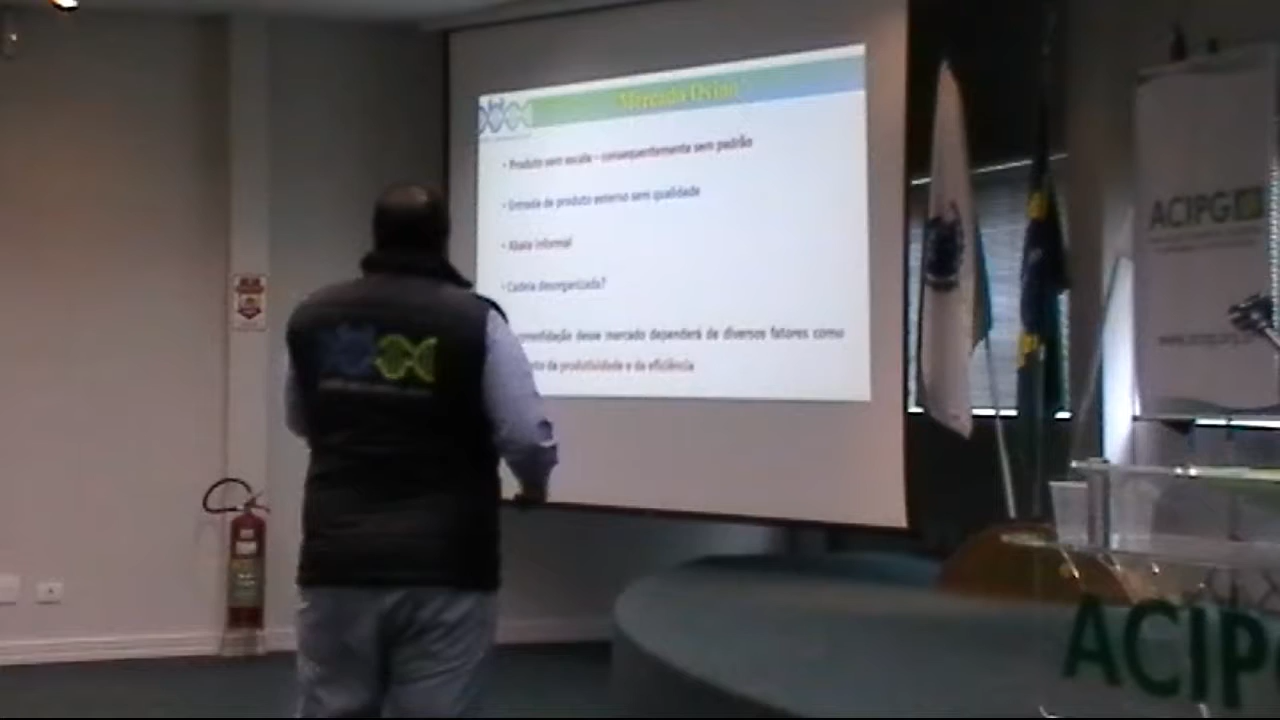 Mercado Ovino
• Produto sem escala – consequentemente sem padrão
• Entrada de produto externo sem qualidade
• Abate informal
• Cadeia desorganizada?
consolidação desse mercado dependerá de diversos fatores como
da produtividade e da eficiência
ACIPG
ACIPG